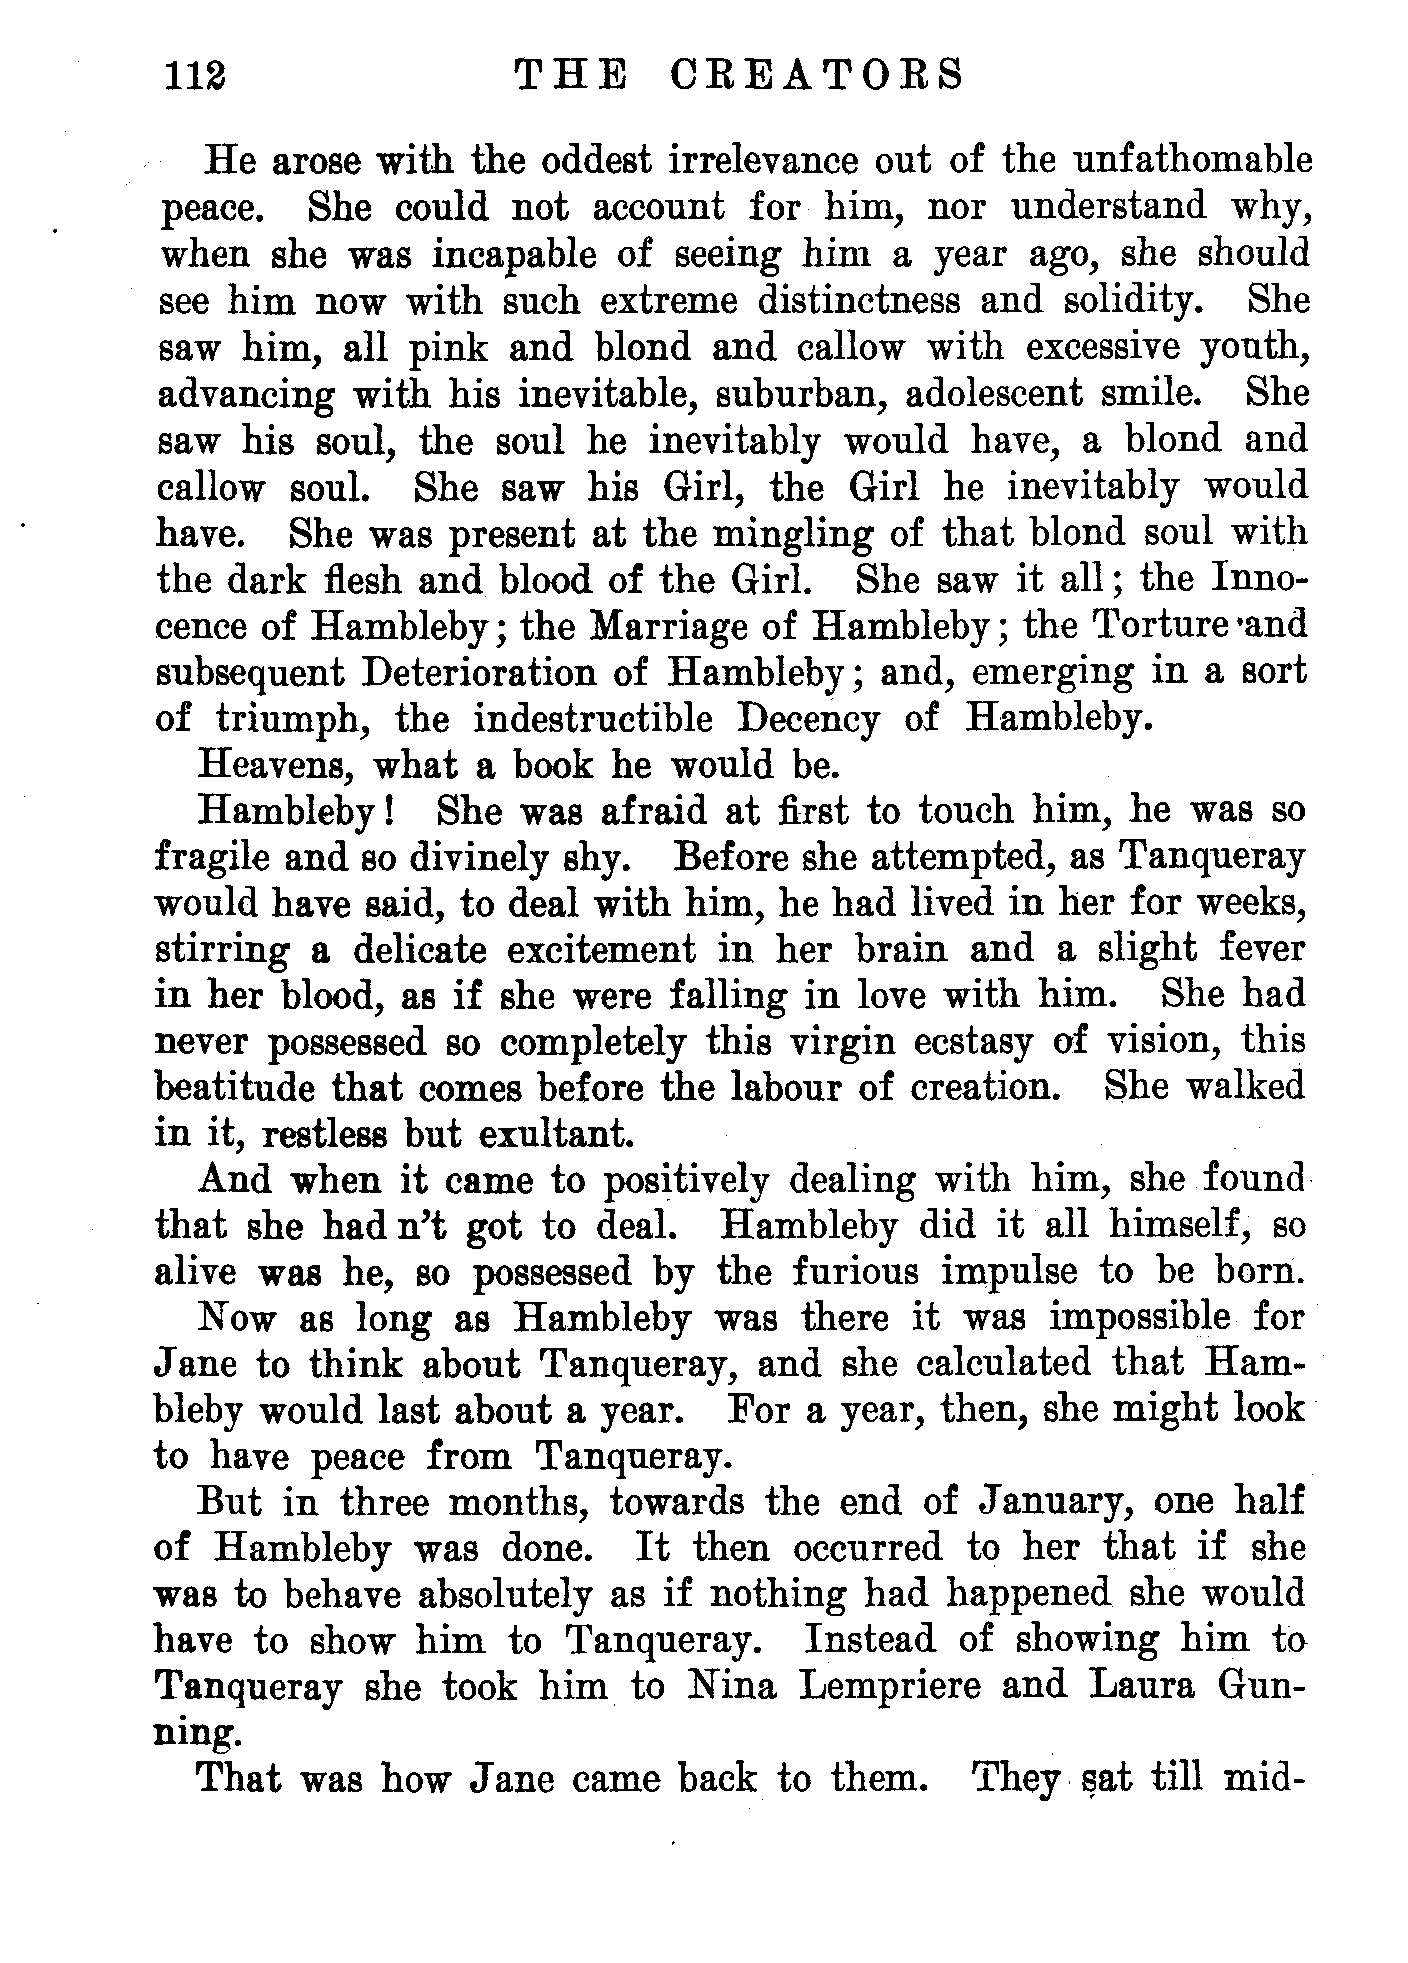 112 THE CREATORS
He arose with the oddest irrelevance out of the unfathomable
peace. She could not account for him, nor understand why,
when she was incapable of seeing him a year ago, she should
see him now with such extreme distinctness and solidity. She
saw him, all pink and blond and callow with excessive youth,
advancing with his inevitable, suburban, adolescent smile. She
saw his soul, the soul he inevitably would have, a blond and
callow soul. She saw his Girl, the Girl he inevitably would
have. She was present at the mingling of that blond soul with
the dark flesh and blood of the Girl. She saw it all; the Inno-
cence of Hambleby; the Marriage of Hambleby; the Torture and
subsequent Deterioration of Hambleby; and, emerging in a sort
of triumph, the indestructible Decency of Hambleby.
Heavens, what a book he would be.
Hambleby! She was afraid at first to touch him, he was so
fragile and so divinely shy. Before she attempted, as Tanqueray
would have said, to deal with him, he had lived in her for weeks,
stirring a delicate excitement in her brain and a slight fever
in her blood, as if she were falling in love with him. She had
never possessed so completely this virgin ecstasy of vision, this
beatitude that comes before the labour of creation. She walked
in it, restless but exultant.
And when it came to positively dealing with him, she found
that she had n't got to deal. Hambleby did it all himself, so
alive was he, so possessed by the furious impulse to be born.
Now as long as Hambleby was there it was impossible for
Jane to think about Tanqueray, and she calculated that Ham-
bleby would last about a year. For a year, then, she might look
to have peace from Tanqueray.
But in three months, towards the end of January, one half
of Hambleby was done. It then occurred to her that if she
was to behave absolutely as if nothing had happened she would
have to show him to Tanqueray. Instead of showing him to
Tanqueray she took him to Nina Lempriere and Laura Gun-
ning.
That was how Jane came back to them. They sat till mid-